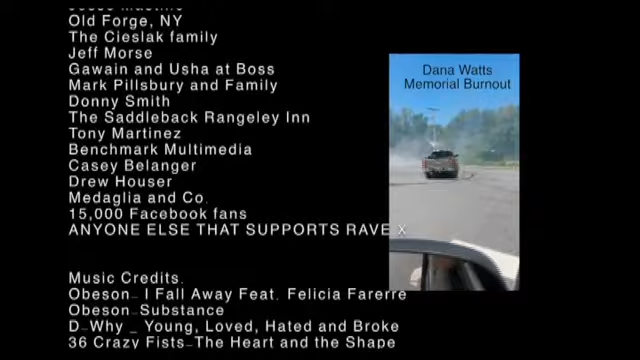 Old Forge, NY
The Cieslak family
Jeff Morse
Gawain and Usha at Boss
Mark Pillsbury and Family
Donny Smith
The Saddleback Rangeley Inn
Tony Martinez
Benchmark Multimedia
Casey Belanger
Drew Houser
Medaglia and Co.
15,000 Facebook fans
ANYONE ELSE THAT SUPPORTS RAVE X
Dana Watts
Memorial Burnout
Music Credits.
Obeson– I Fall Away Feat. Felicia Farerre
Obeson–Substance
D–Why _ Young, Loved, Hated and Broke
36 Crazy Fists–The Heart and the Shape